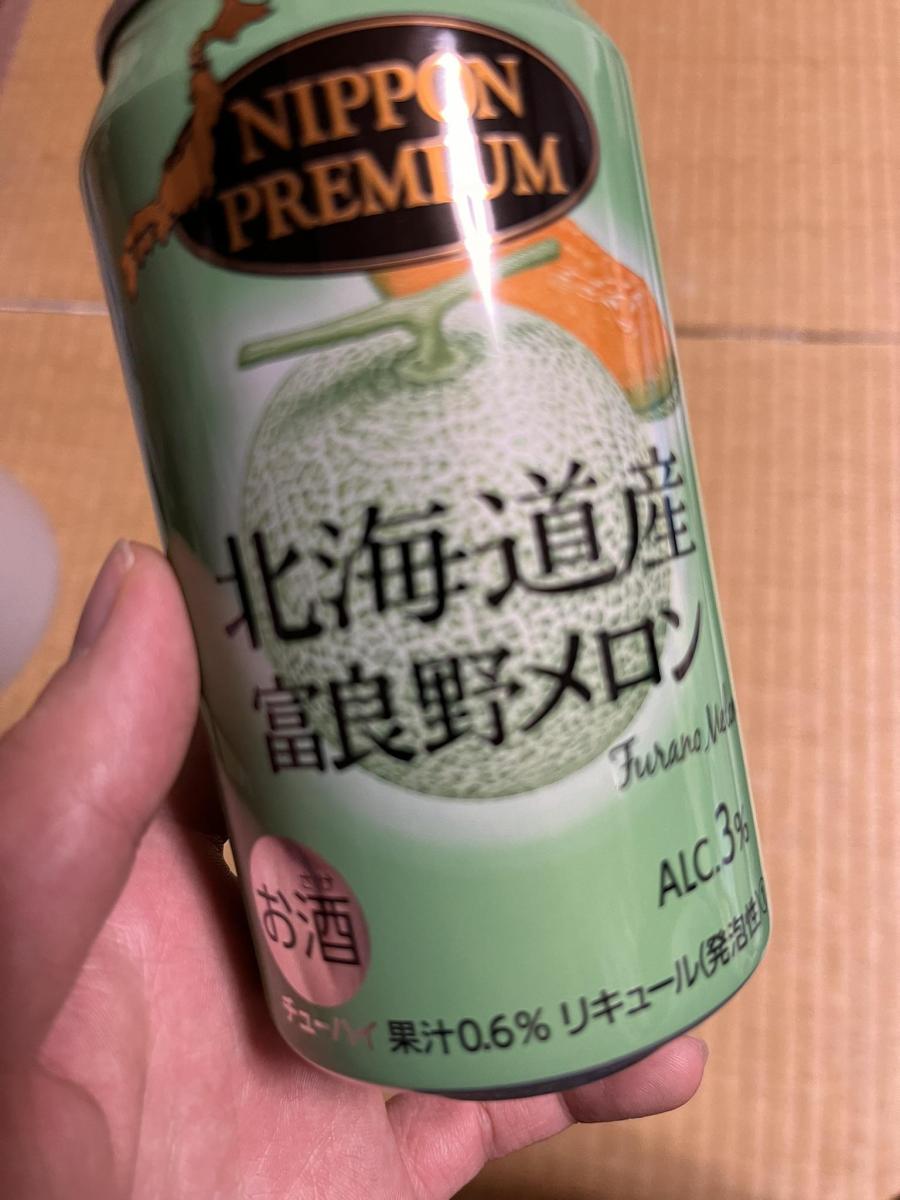 NIPPON
PREMIUM
北海道産
富良野メロン
Furano Melon
ALC.3%
お酒
チューハイ 果汁0.6% リキュール(発泡性)